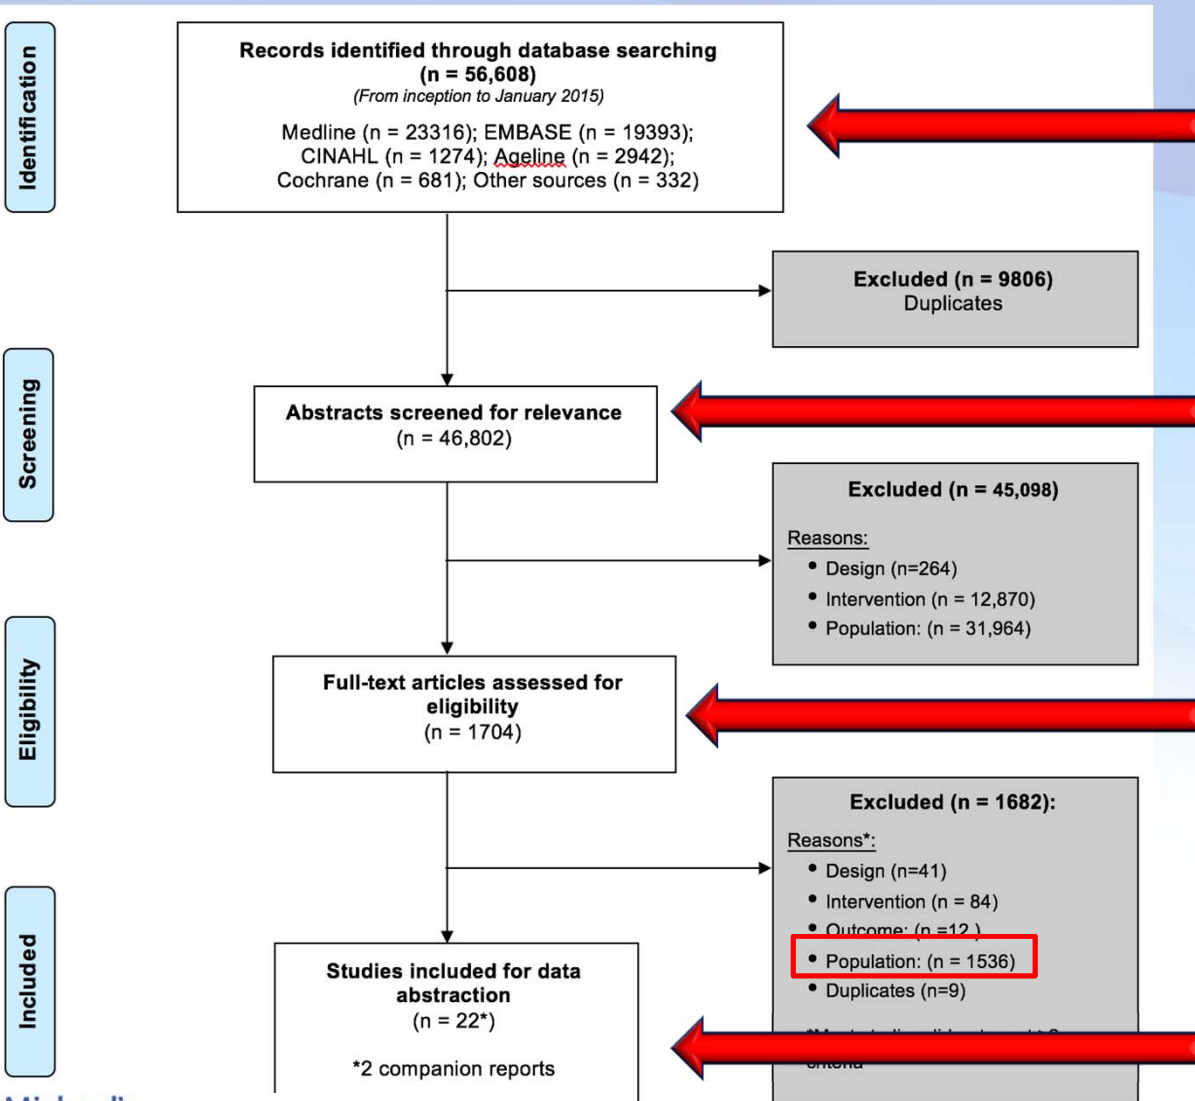 Identification
Records identified through database searching
(n = 56,608)
(From inception to January 2015)
Medline (n = 23316); EMBASE (n = 19393);
CINAHL (n = 1274); Ageline (n = 2942);
Cochrane (n = 681); Other sources (n = 332)
Excluded (n = 9806)
Duplicates
Screening
Abstracts screened for relevance
(n = 46,802)
Excluded (n = 45,098)
Reasons:
• Design (n=264)
• Intervention (n = 12,870)
• Population: (n = 31,964)
Eligibility
Full-text articles assessed for
eligibility
(n = 1704)
Excluded (n = 1682):
Reasons*:
• Design (n=41)
• Intervention (n = 84)
• Outcome: (n =12 )
• Population: (n = 1536)
• Duplicates (n=9)
criteria
Included
Studies included for data
abstraction
(n = 22*)
*2 companion reports